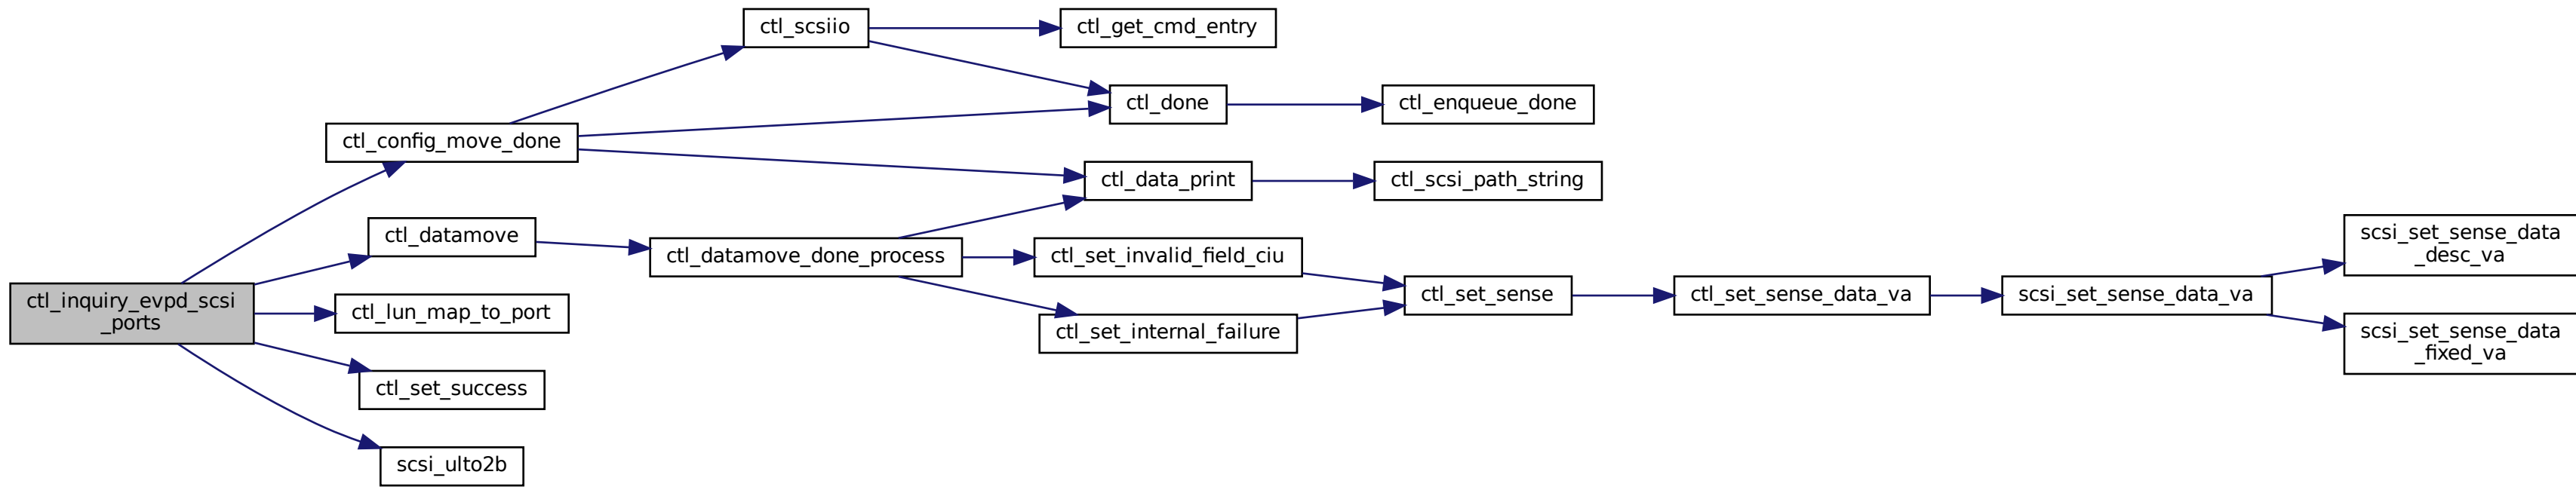 ctl_inquiry_evpd_scsi
_ports
ctl_config_move_done
ctl_scsiio
ctl_get_cmd_entry
ctl_done
ctl_enqueue_done
ctl_data_print
ctl_scsi_path_string
ctl_datamove
ctl_datamove_done_process
ctl_set_invalid_field_ciu
ctl_set_internal_failure
ctl_set_sense
ctl_set_sense_data_va
scsi_set_sense_data_va
scsi_set_sense_data
_desc_va
scsi_set_sense_data
_fixed_va
ctl_lun_map_to_port
ctl_set_success
scsi_ulto2b